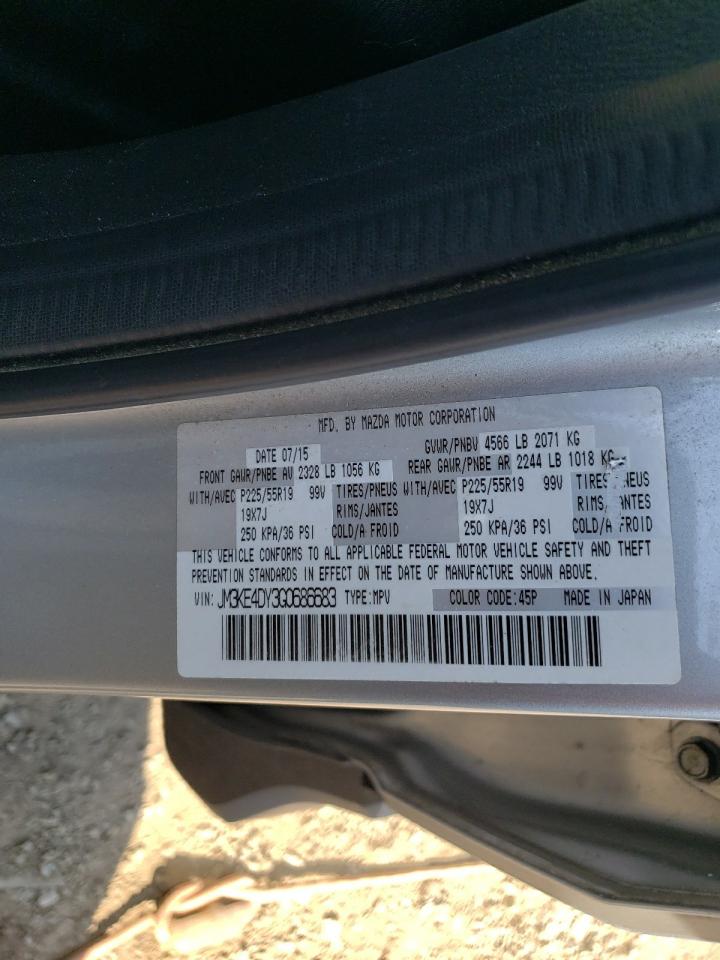 MFD. BY MAZDA MOTOR CORPORATION
DATE 07/15 GVWR/PNBV 4566 LB 2071 KG
FRONT GAWR/PNBE AV 2328 LB 1056 KG REAR GAWR/PNBE AR 2244 LB 1018 KG
WITH/AVEC P225/55R19 99V TIRES/PNEUS WITH/AVEC P225/55R19 99V TIRES/PNEUS
19X7J RIMS/JANTES 19X7J RIMS/JANTES
250 KPA/36 PSI COLD/A FROID 250 KPA/36 PSI COLD/A FROID
THIS VEHICLE CONFORMS TO ALL APPLICABLE FEDERAL MOTOR VEHICLE SAFETY AND THEFT
PREVENTION STANDARDS IN EFFECT ON THE DATE OF MANUFACTURE SHOWN ABOVE.
VIN: JM3KE4DY3G0686683 TYPE:MPV COLOR CODE:45P MADE IN JAPAN